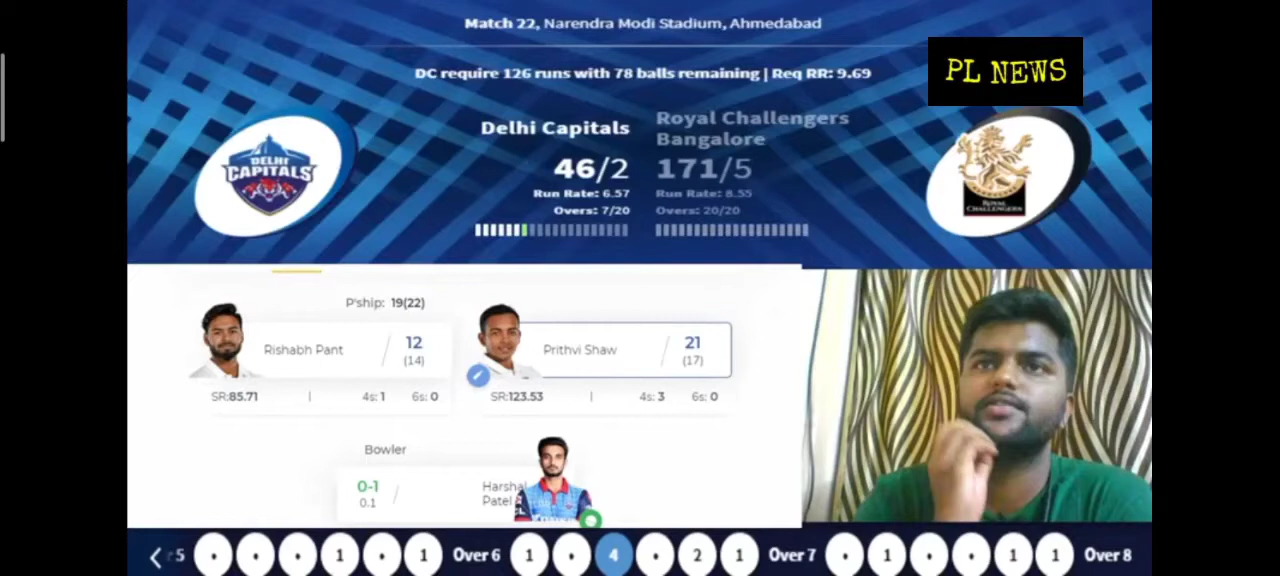 Match 22, Narendra Modi Stadium, Ahmedabad
PL NEWS
DC require 126 runs with 78 balls remaining | Req RR: 9.69
Delhi Capitals
46/2
Run Rate: 6.57
Overs: 7/20
Royal Challengers
Bangalore
171/5
Run Rate: 8.55
Overs: 20/20
DELHI
CAPITALS
ROYAL
CHALLENGERS
P'ship: 19(22)
Rishabh Pant / 12
(14)
SR:85.71 | 4s: 1 6s: 0
Prithvi Shaw / 21
(17)
SR:123.53 | 4s: 3 6s: 0
Bowler
0-1 /
0.1
Harshal
Patel
5 • • • 1 • 1 Over 6 1 • 4 • 2 1 Over 7 • 1 • • 1 1 Over 8